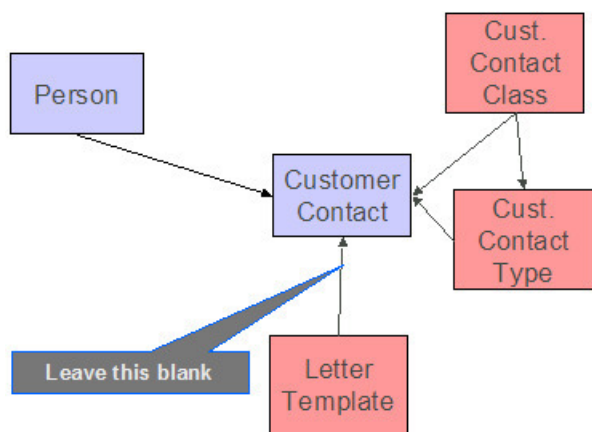 Person
Cust.
Contact
Class
Customer
Contact
Cust.
Contact
Type
Leave this blank
Letter
Template